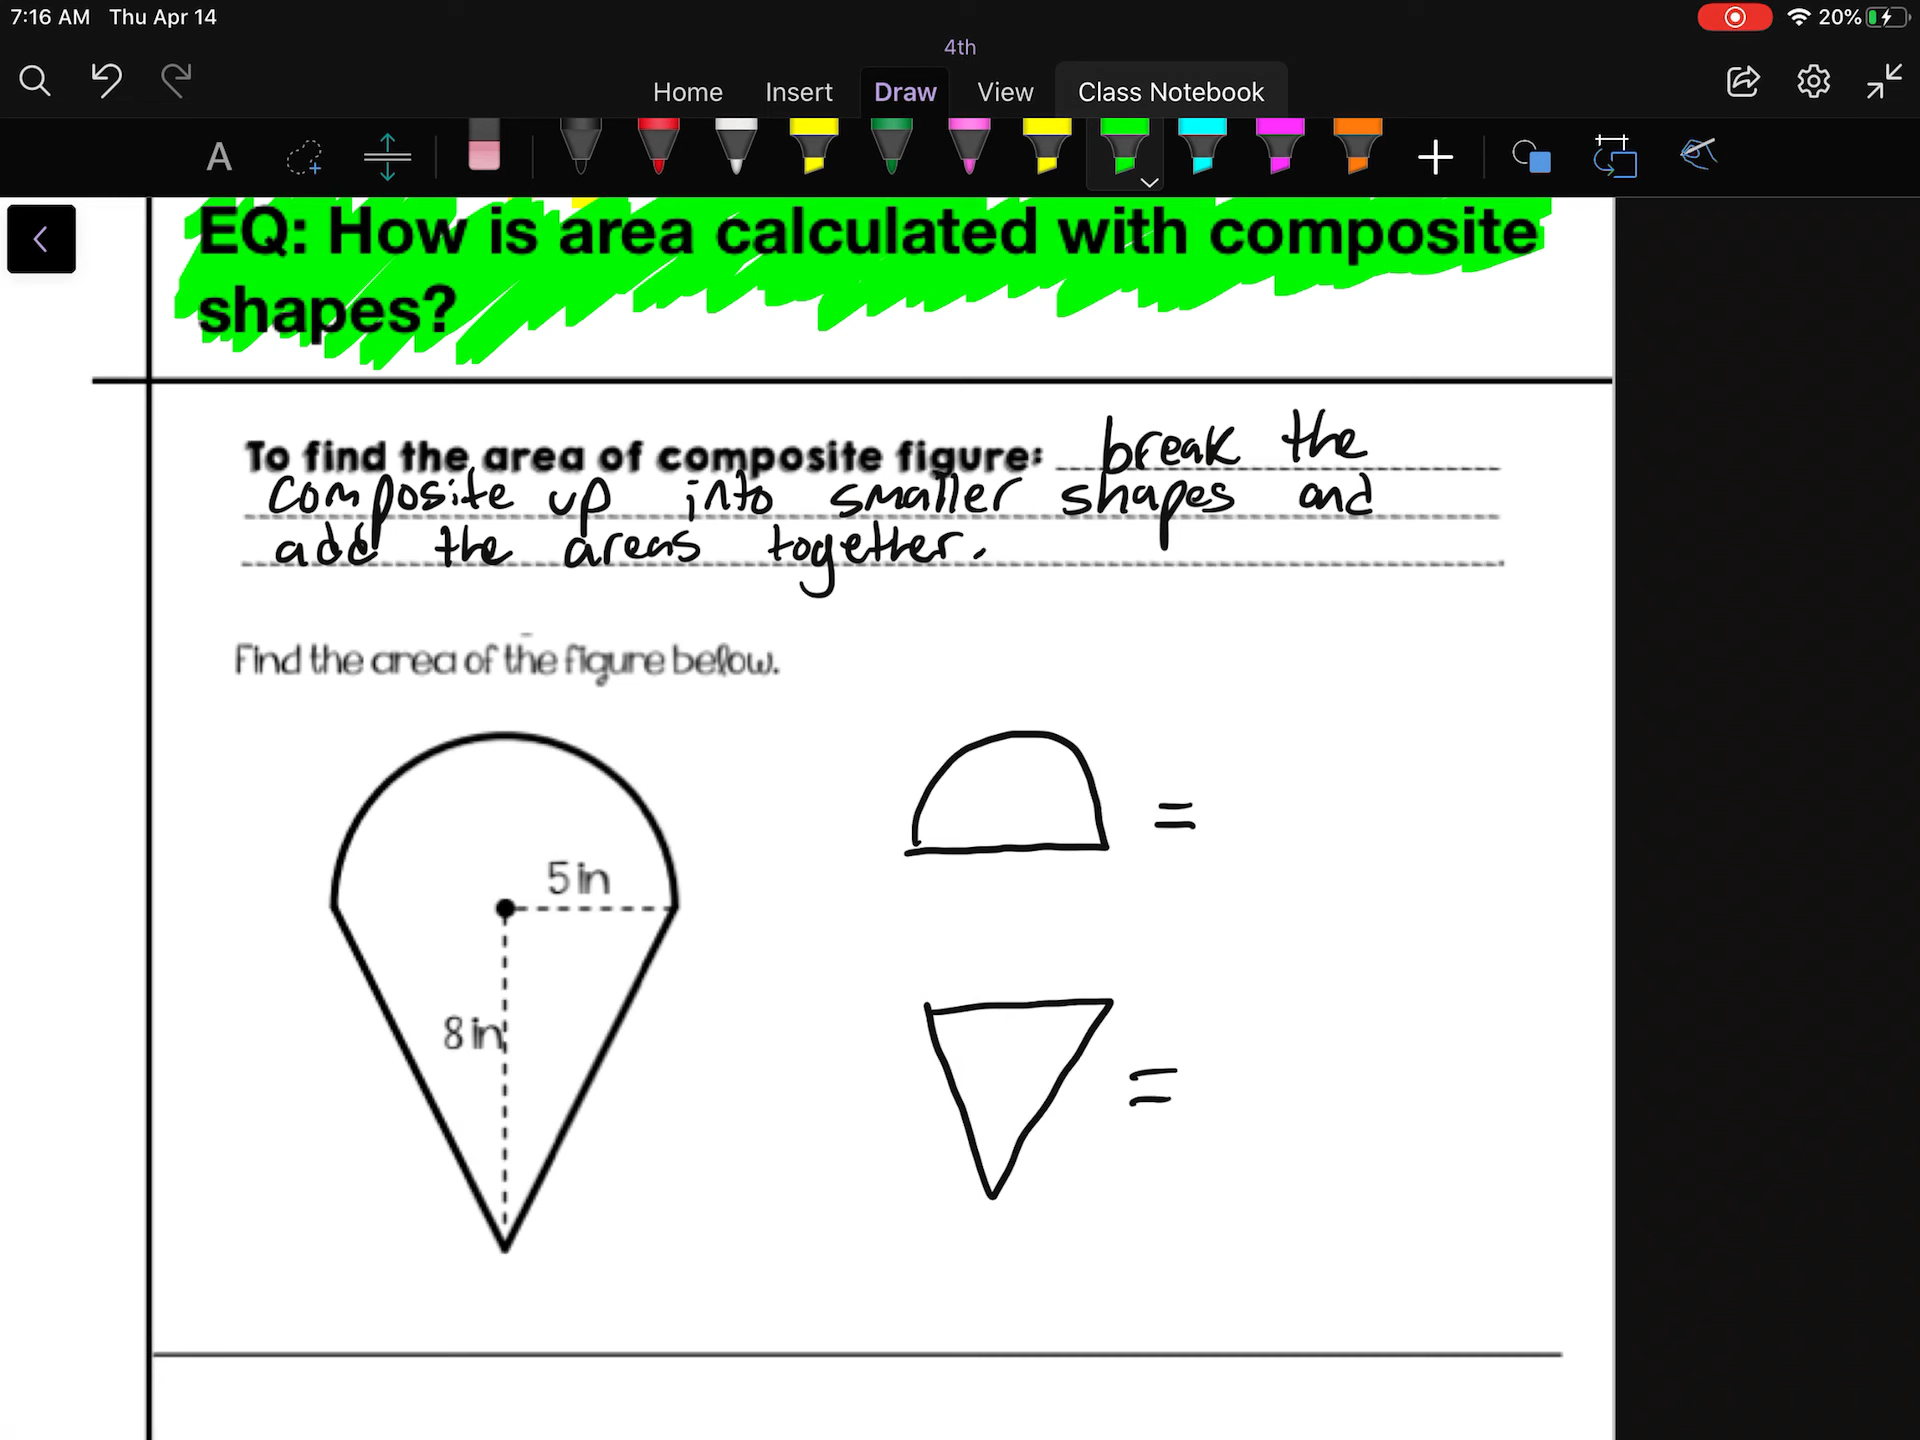 7:16 AM Thu Apr 14
20%
4th
Home Insert Draw View Class Notebook
A
EQ: How is area calculated with composite
shapes?
To find the area of composite figure: break the
composite up into smaller shapes and
add the areas together.
Find the area of the figure below.
5 in
=
8 in
=